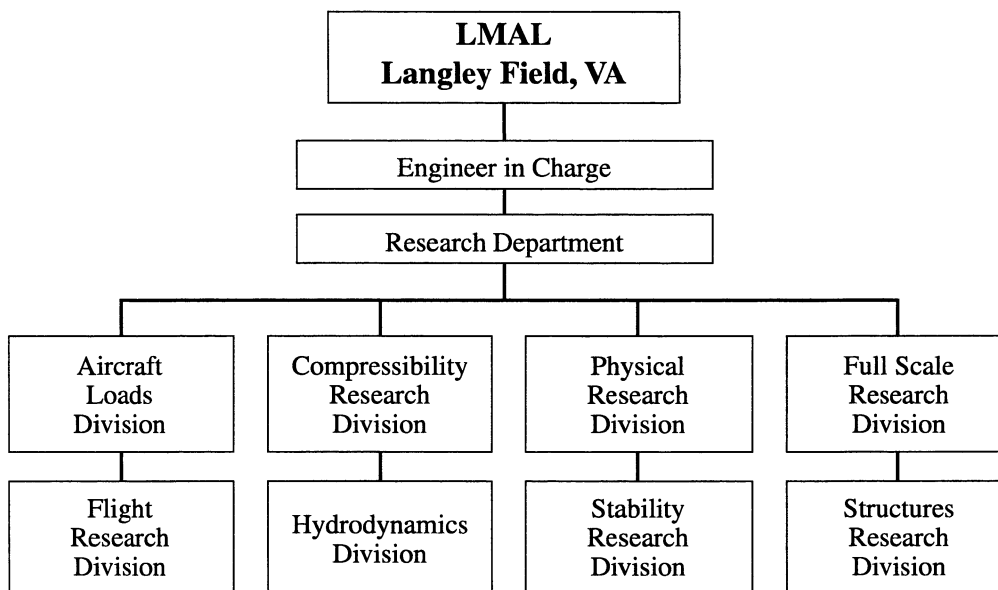 LMAL
Langley Field, VA
Engineer in Charge
Research Department
Aircraft
Loads
Division
Compressibility
Research
Division
Physical
Research
Division
Full Scale
Research
Division
Flight
Research
Division
Hydrodynamics
Division
Stability
Research
Division
Structures
Research
Division